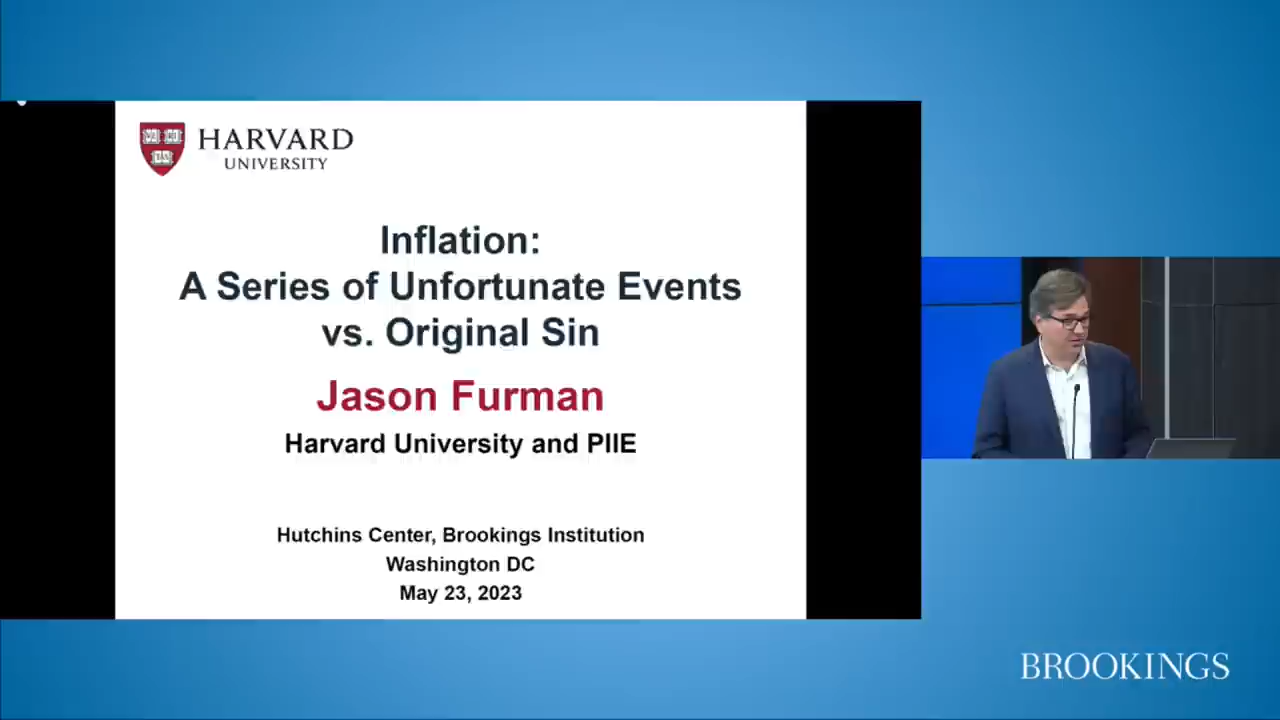 HARVARD
UNIVERSITY
Inflation:
A Series of Unfortunate Events
vs. Original Sin
Jason Furman
Harvard University and PIIE
Hutchins Center, Brookings Institution
Washington DC
May 23, 2023
BROOKINGS